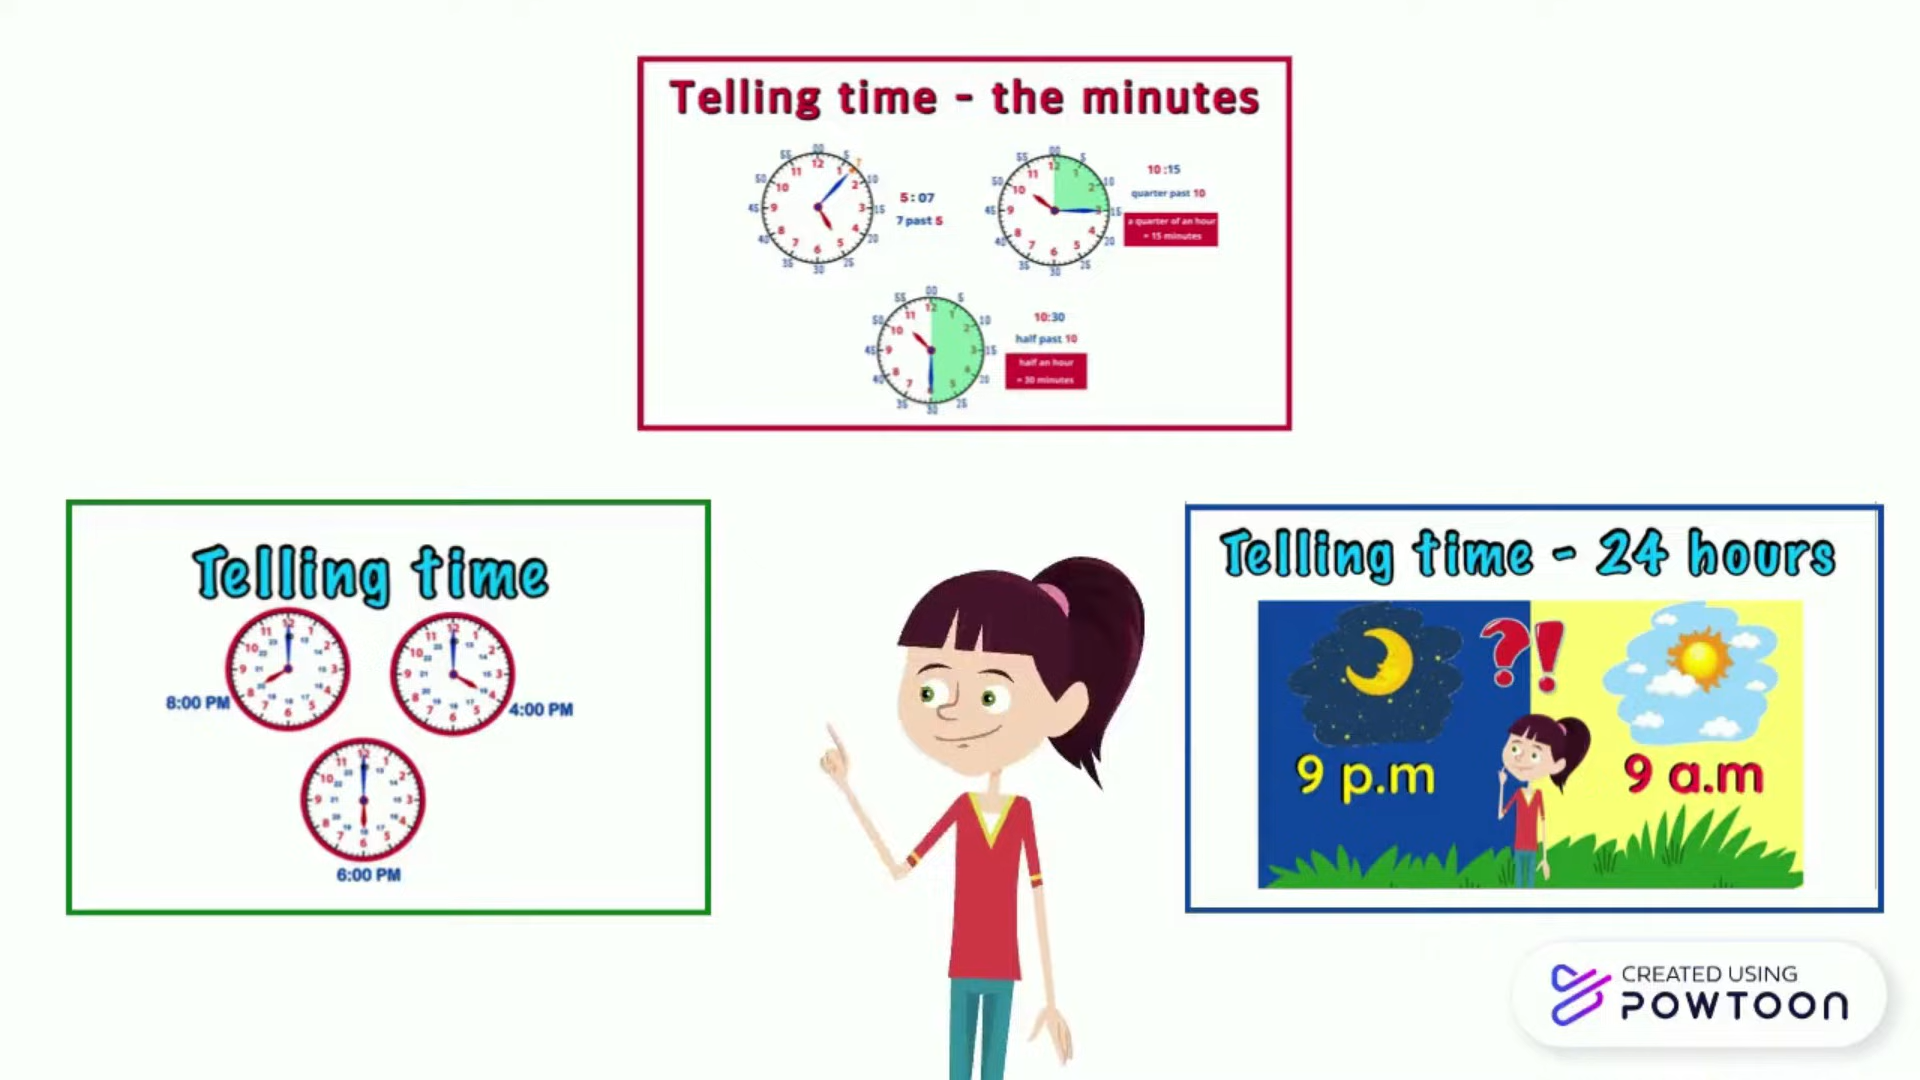 Telling time - the minutes
5:07
7 past 5
10:15
quarter past 10
a quarter of an hour
= 15 minutes
10:30
half past 10
half an hour
= 30 minutes
Telling time
8:00 PM
4:00 PM
6:00 PM
Telling time - 24 hours
?!
9 p.m
9 a.m
CREATED USING
POWTOON